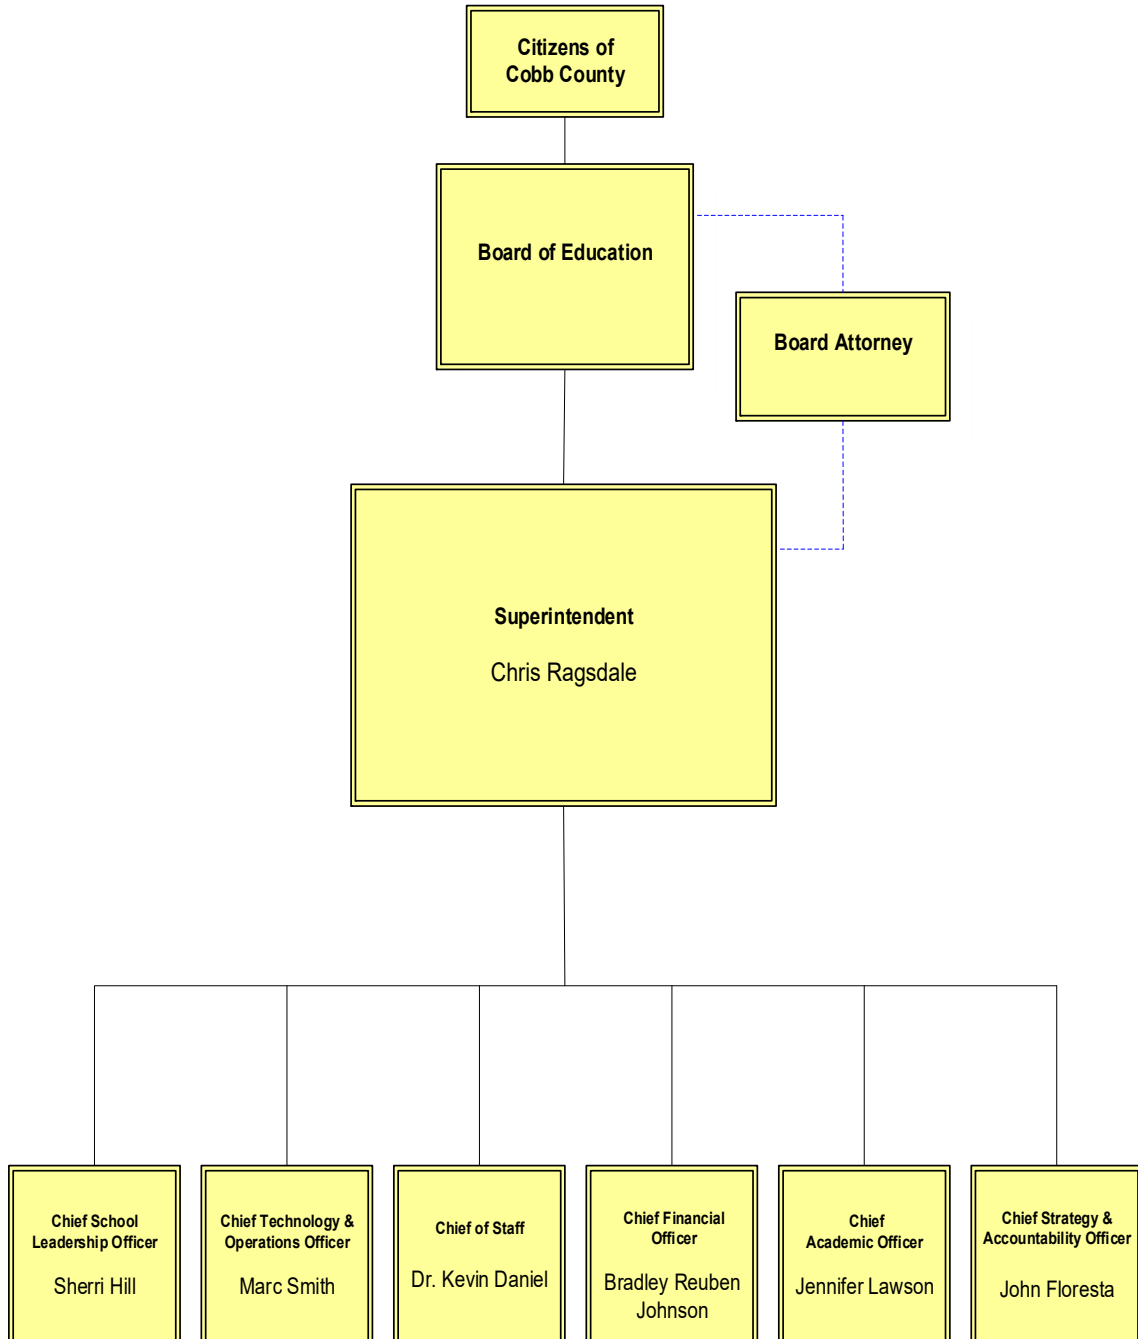 Citizens of
Cobb County
Board of Education
Board Attorney
Superintendent
Chris Ragsdale
Chief School
Leadership Officer
Sherri Hill
Chief Technology &
Operations Officer
Marc Smith
Chief of Staff
Dr. Kevin Daniel
Chief Financial
Officer
Bradley Reuben
Johnson
Chief
Academic Officer
Jennifer Lawson
Chief Strategy &
Accountability Officer
John Floresta